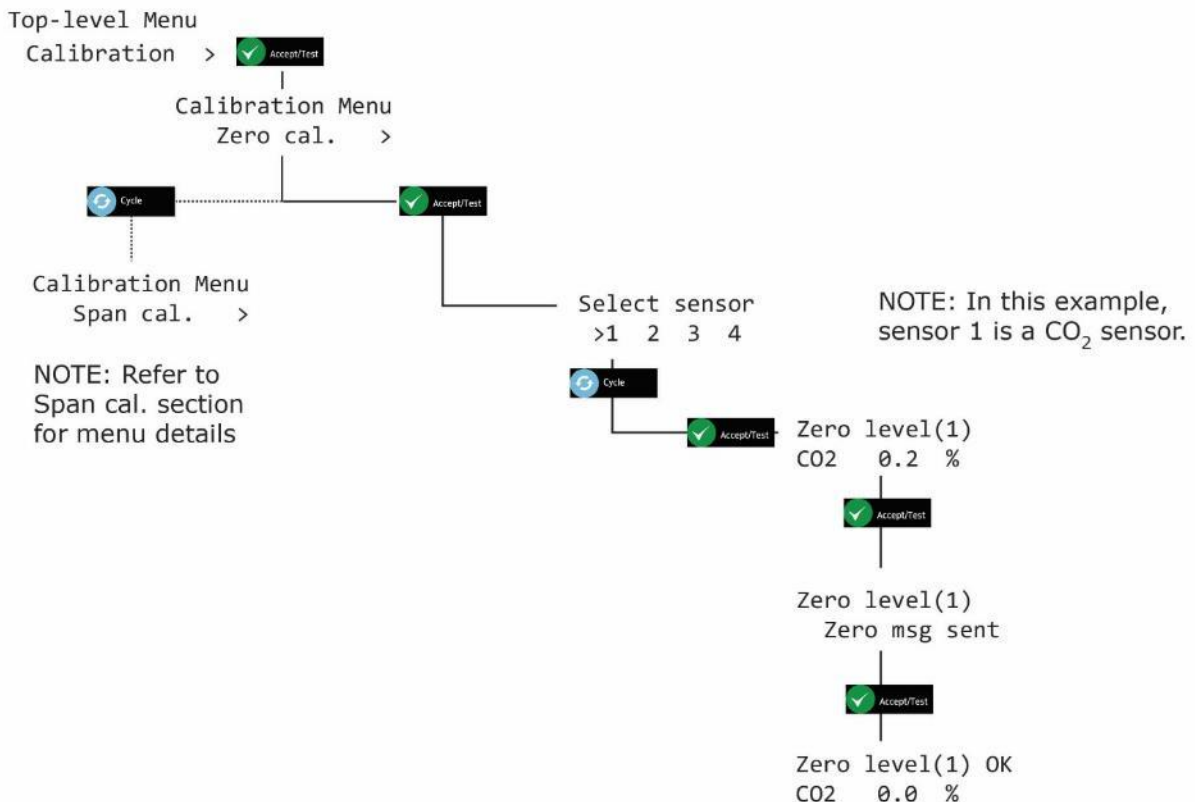 Top-level Menu
Calibration >
Accept/Test
Calibration Menu
Zero cal. >
Cycle
Accept/Test
Calibration Menu
Span cal. >
NOTE: Refer to
Span cal. section
for menu details
Select sensor
>1 2 3 4
NOTE: In this example,
sensor 1 is a CO₂ sensor.
Cycle
Accept/Test
Zero level(1)
CO2 0.2 %
Accept/Test
Zero level(1)
Zero msg sent
Accept/Test
Zero level(1) OK
CO2 0.0 %